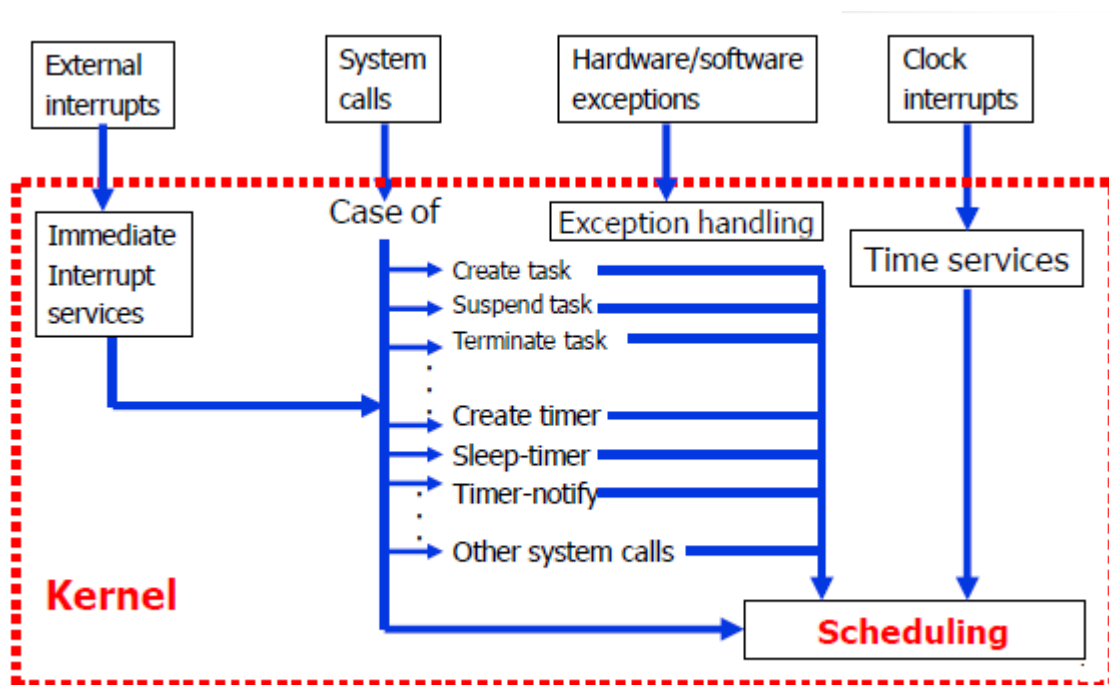 External
interrupts
System
calls
Hardware/software
exceptions
Clock
interrupts
Immediate
Interrupt
services
Case of
Exception handling
Time services
Create task
Suspend task
Terminate task
Create timer
Sleep-timer
Timer-notify
Other system calls
Kernel
Scheduling